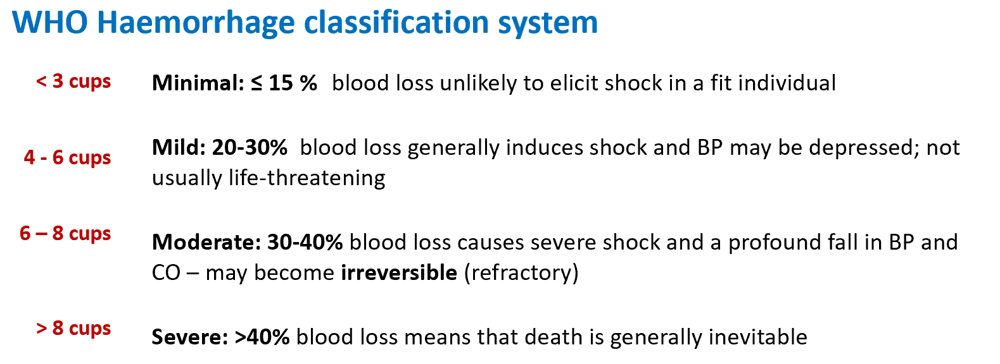 WHO Haemorrhage classification system
< 3 cups
Minimal: ≤ 15 % blood loss unlikely to elicit shock in a fit individual
4 - 6 cups
Mild: 20-30% blood loss generally induces shock and BP may be depressed; not
usually life-threatening
6 – 8 cups
Moderate: 30-40% blood loss causes severe shock and a profound fall in BP and
CO – may become irreversible (refractory)
> 8 cups
Severe: >40% blood loss means that death is generally inevitable